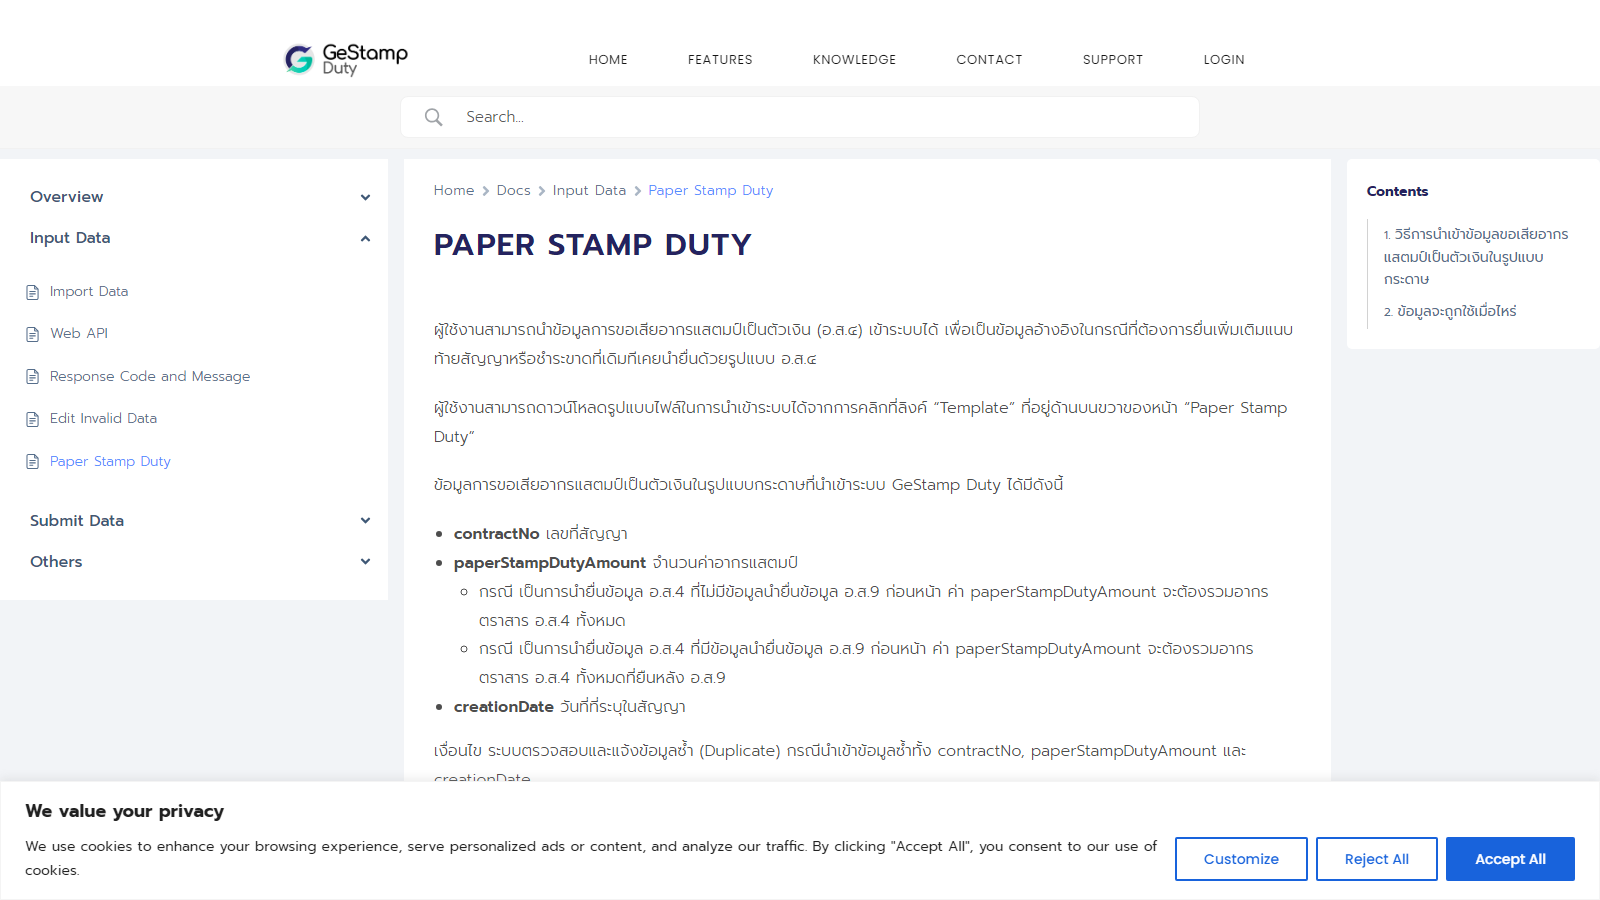 GeStamp
Duty
HOME
FEATURES
KNOWLEDGE
CONTACT
SUPPORT
LOGIN
Search...
Overview
Input Data
Import Data
Web API
Response Code and Message
Edit Invalid Data
Paper Stamp Duty
Submit Data
Others
Home > Docs > Input Data > Paper Stamp Duty
PAPER STAMP DUTY
ผู้ใช้งานสามารถนำข้อมูลการขอเสียอากรแสตมป์เป็นตัวเงิน (อ.ส.๔) เข้าระบบได้ เพื่อเป็นข้อมูลอ้างอิงในกรณีที่ต้องการยื่นเพิ่มเติมแนบ
ท้ายสัญญาหรือชำระขาดที่เดิมทีเคยนำยื่นด้วยรูปแบบ อ.ส.๔
ผู้ใช้งานสามารถดาวน์โหลดรูปแบบไฟล์ในการนำเข้าระบบได้จากการคลิกที่ลิงค์ “Template” ที่อยู่ด้านบนขวาของหน้า “Paper Stamp
Duty”
ข้อมูลการขอเสียอากรแสตมป์เป็นตัวเงินในรูปแบบกระดาษที่นำเข้าระบบ GeStamp Duty ได้มีดังนี้
contractNo เลขที่สัญญา
paperStampDutyAmount จำนวนค่าอากรแสตมป์
กรณี เป็นการนำยื่นข้อมูล อ.ส.4 ที่ไม่มีข้อมูลนำยื่นข้อมูล อ.ส.9 ก่อนหน้า ค่า paperStampDutyAmount จะต้องรวมอากร
ตราสาร อ.ส.4 ทั้งหมด
กรณี เป็นการนำยื่นข้อมูล อ.ส.4 ที่มีข้อมูลนำยื่นข้อมูล อ.ส.9 ก่อนหน้า ค่า paperStampDutyAmount จะต้องรวมอากร
ตราสาร อ.ส.4 ทั้งหมดที่ยืนหลัง อ.ส.9
creationDate วันที่ที่ระบุในสัญญา
เงื่อนไข ระบบตรวจสอบและแจ้งข้อมูลซ้ำ (Duplicate) กรณีนำเข้าข้อมูลซ้ำทั้ง contractNo, paperStampDutyAmount และ
creationDate
Contents
1. วิธีการนำเข้าข้อมูลขอเสียอากร
แสตมป์เป็นตัวเงินในรูปแบบ
กระดาษ
2. ข้อมูลจะถูกใช้เมื่อไหร่
We value your privacy
We use cookies to enhance your browsing experience, serve personalized ads or content, and analyze our traffic. By clicking "Accept All", you consent to our use of
cookies.
Customize
Reject All
Accept All